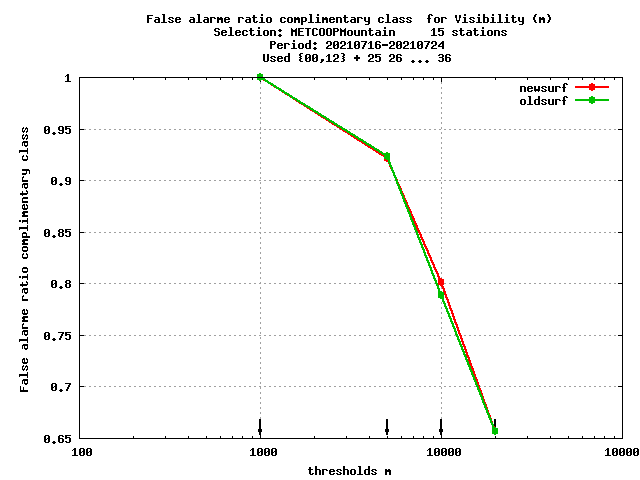 False alarme ratio complimentary class  for Visibility (m)
Selection: METCOOPMountain     15 stations
Period: 20210716-20210724
Used {00,12} + 25 26 ... 36
newsurf
oldsurf
1
0.95
0.9
0.85
0.8
0.75
0.7
0.65
100
1000
10000
10000
False alarme ratio complimentary class
thresholds m